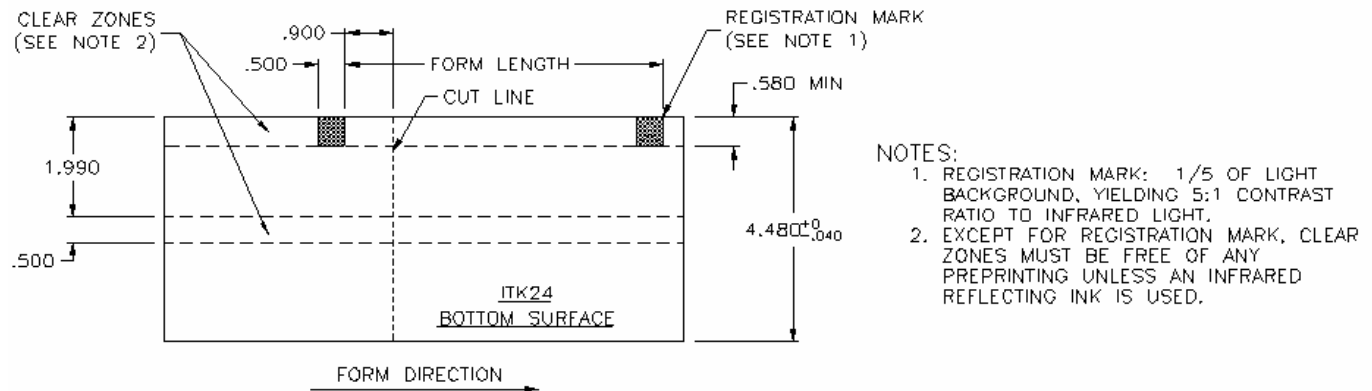 CLEAR ZONES
(SEE NOTE 2)
.900
REGISTRATION MARK
(SEE NOTE 1)
.500
FORM LENGTH
.580 MIN
CUT LINE
1.990
4.480 +0 -.040
.500
ITK24
BOTTOM SURFACE
FORM DIRECTION
NOTES:
1. REGISTRATION MARK: 1/5 OF LIGHT
BACKGROUND, YIELDING 5:1 CONTRAST
RATIO TO INFRARED LIGHT.
2. EXCEPT FOR REGISTRATION MARK, CLEAR
ZONES MUST BE FREE OF ANY
PREPRINTING UNLESS AN INFRARED
REFLECTING INK IS USED.